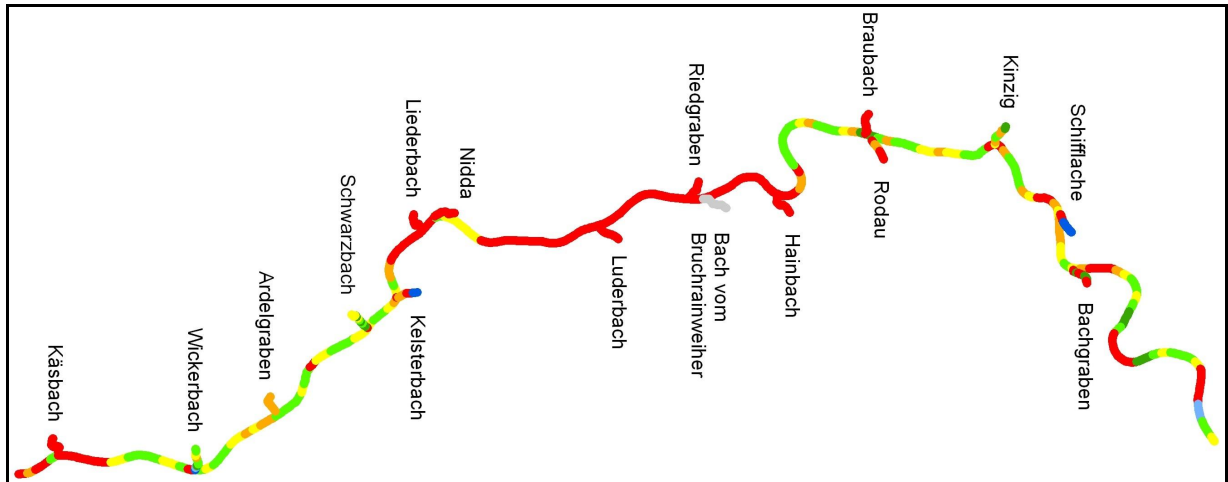 Käsbach
Wickerbach
Ardelgraben
Schwarzbach
Kelsterbach
Liederbach
Nidda
Luderbach
Riedgraben
Bach vom
Bruchrainweiher
Hainbach
Braubach
Rodau
Kinzig
Schifflache
Bachgraben